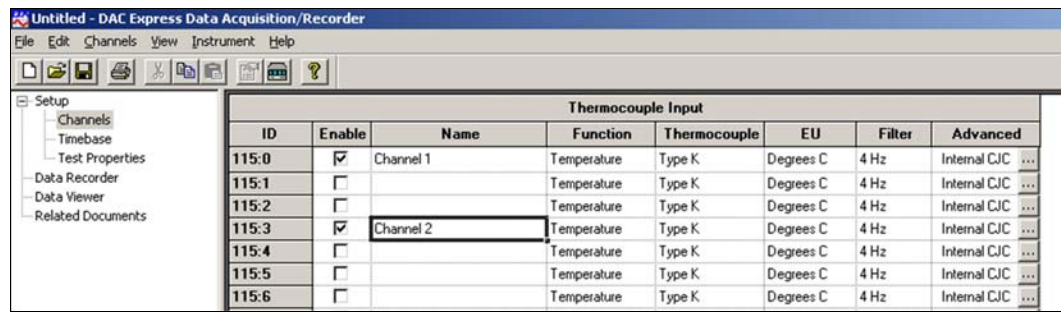 Untitled - DAC Express Data Acquisition/Recorder
File Edit Channels View Instrument Help
Setup
Channels
Timebase
Test Properties
Data Recorder
Data Viewer
Related Documents
Thermocouple Input
ID Enable Name Function Thermocouple EU Filter Advanced
115:0 Channel 1 Temperature Type K Degrees C 4 Hz Internal CJC ...
115:1 Temperature Type K Degrees C 4 Hz Internal CJC ...
115:2 Temperature Type K Degrees C 4 Hz Internal CJC ...
115:3 Channel 2 Temperature Type K Degrees C 4 Hz Internal CJC ...
115:4 Temperature Type K Degrees C 4 Hz Internal CJC ...
115:5 Temperature Type K Degrees C 4 Hz Internal CJC ...
115:6 Temperature Type K Degrees C 4 Hz Internal CJC ...